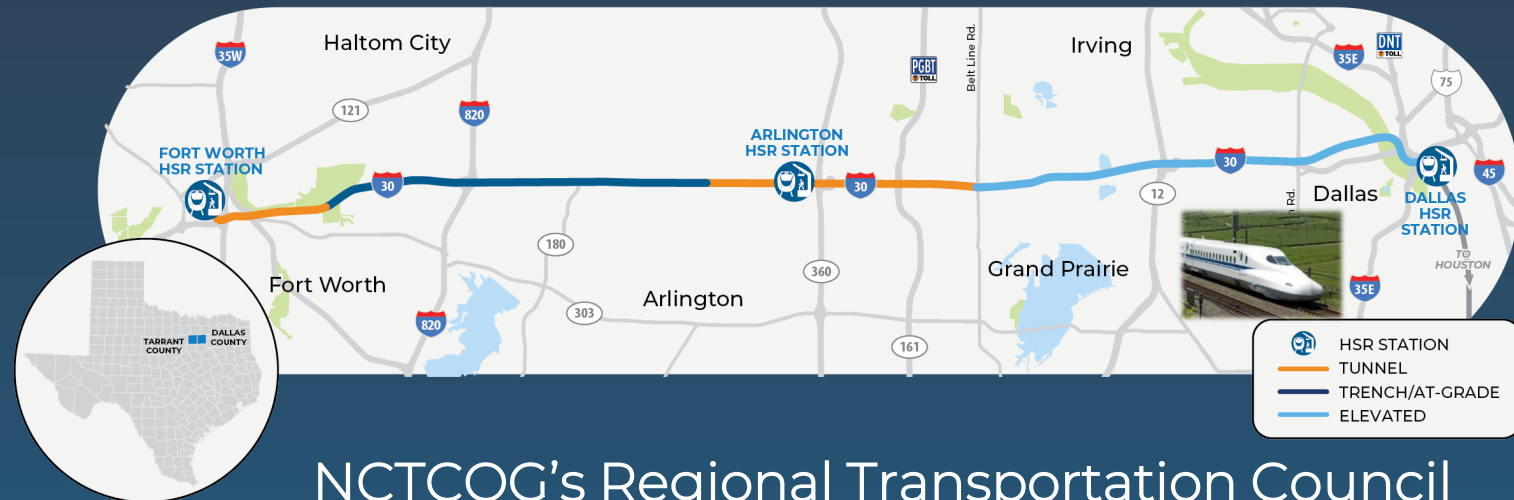 Haltom City
Irving
35W
PGBT
TOLL
Belt Line Rd.
35E
DNT
TOLL
75
121
820
FORT WORTH
HSR STATION
ARLINGTON
HSR STATION
30
30
30
12
45
Dallas
DALLAS
HSR
STATION
Rd.
TO
HOUSTON
180
360
Grand Prairie
Fort Worth
Arlington
303
820
161
35E
TARRANT
COUNTY
DALLAS
COUNTY
HSR STATION
TUNNEL
TRENCH/AT-GRADE
ELEVATED
NCTCOG's Regional Transportation Council